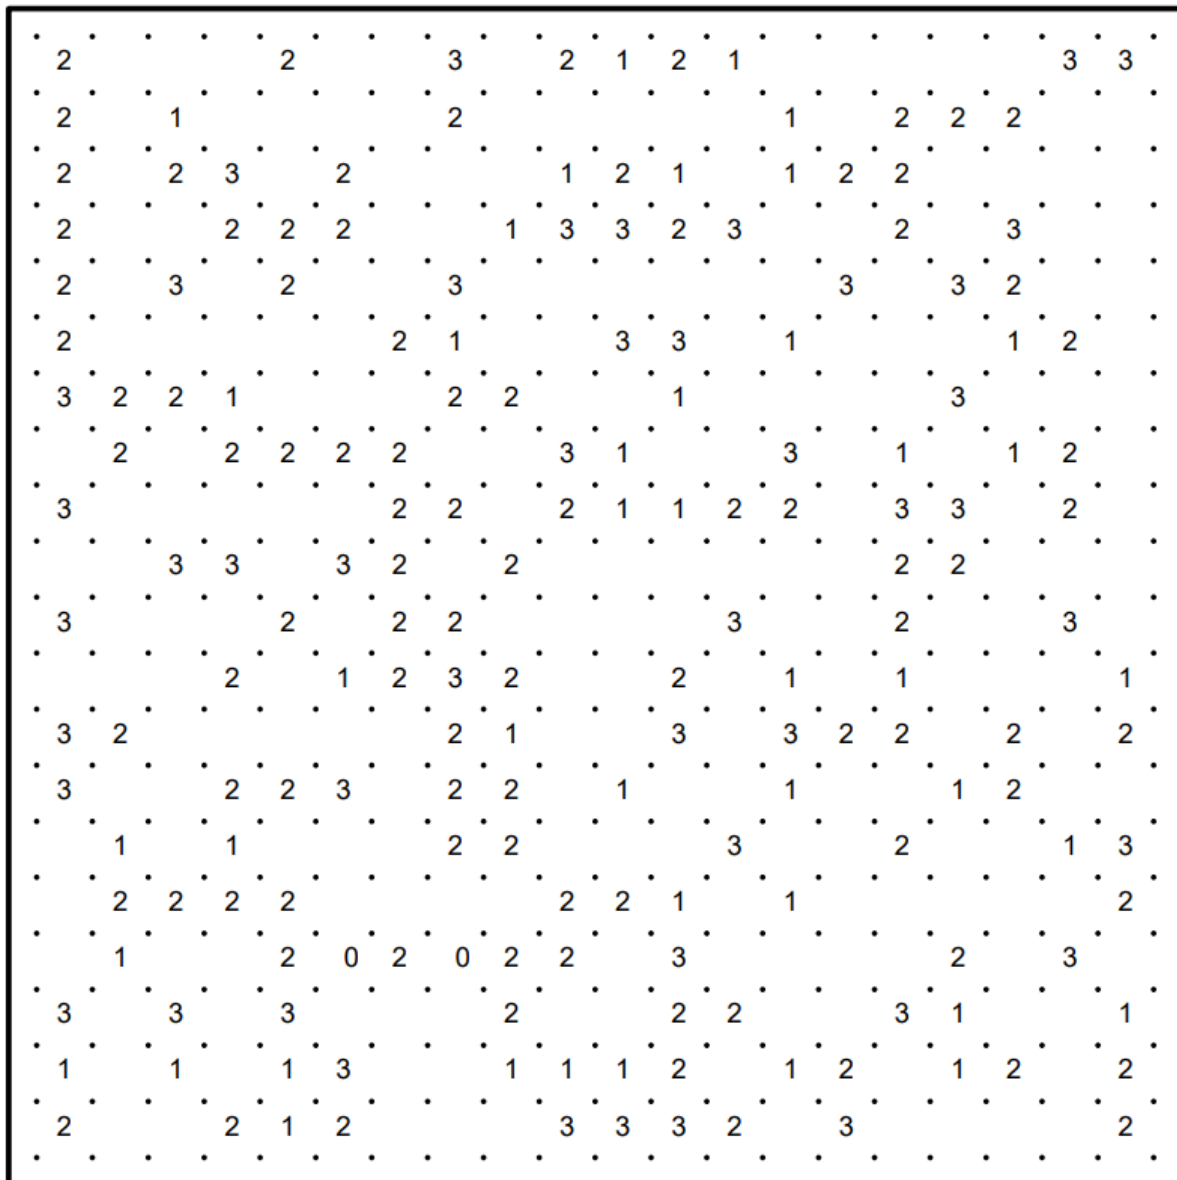 2 2 3 2 1 2 1 3 3
2 1 2 1 2 2 2
2 2 3 2 1 2 1 1 2 2
2 2 2 2 1 3 3 2 3 2 3
2 3 2 3 3 3 2
2 2 1 3 3 1 1 2
3 2 2 1 2 2 1 3
2 2 2 2 2 3 1 3 1 1 2
3 2 2 2 1 1 2 2 3 3 2
3 3 3 2 2 2 2
3 2 2 2 3 2 3
2 1 2 3 2 2 1 1 1
3 2 2 1 3 3 2 2 2 2
3 2 2 3 2 2 1 1 1 2
1 1 2 2 3 2 1 3
2 2 2 2 2 2 1 1 2
1 2 0 2 0 2 2 3 2 3
3 3 3 2 2 2 3 1 1
1 1 1 3 1 1 1 2 1 2 1 2 2
2 2 1 2 3 3 3 2 3 2